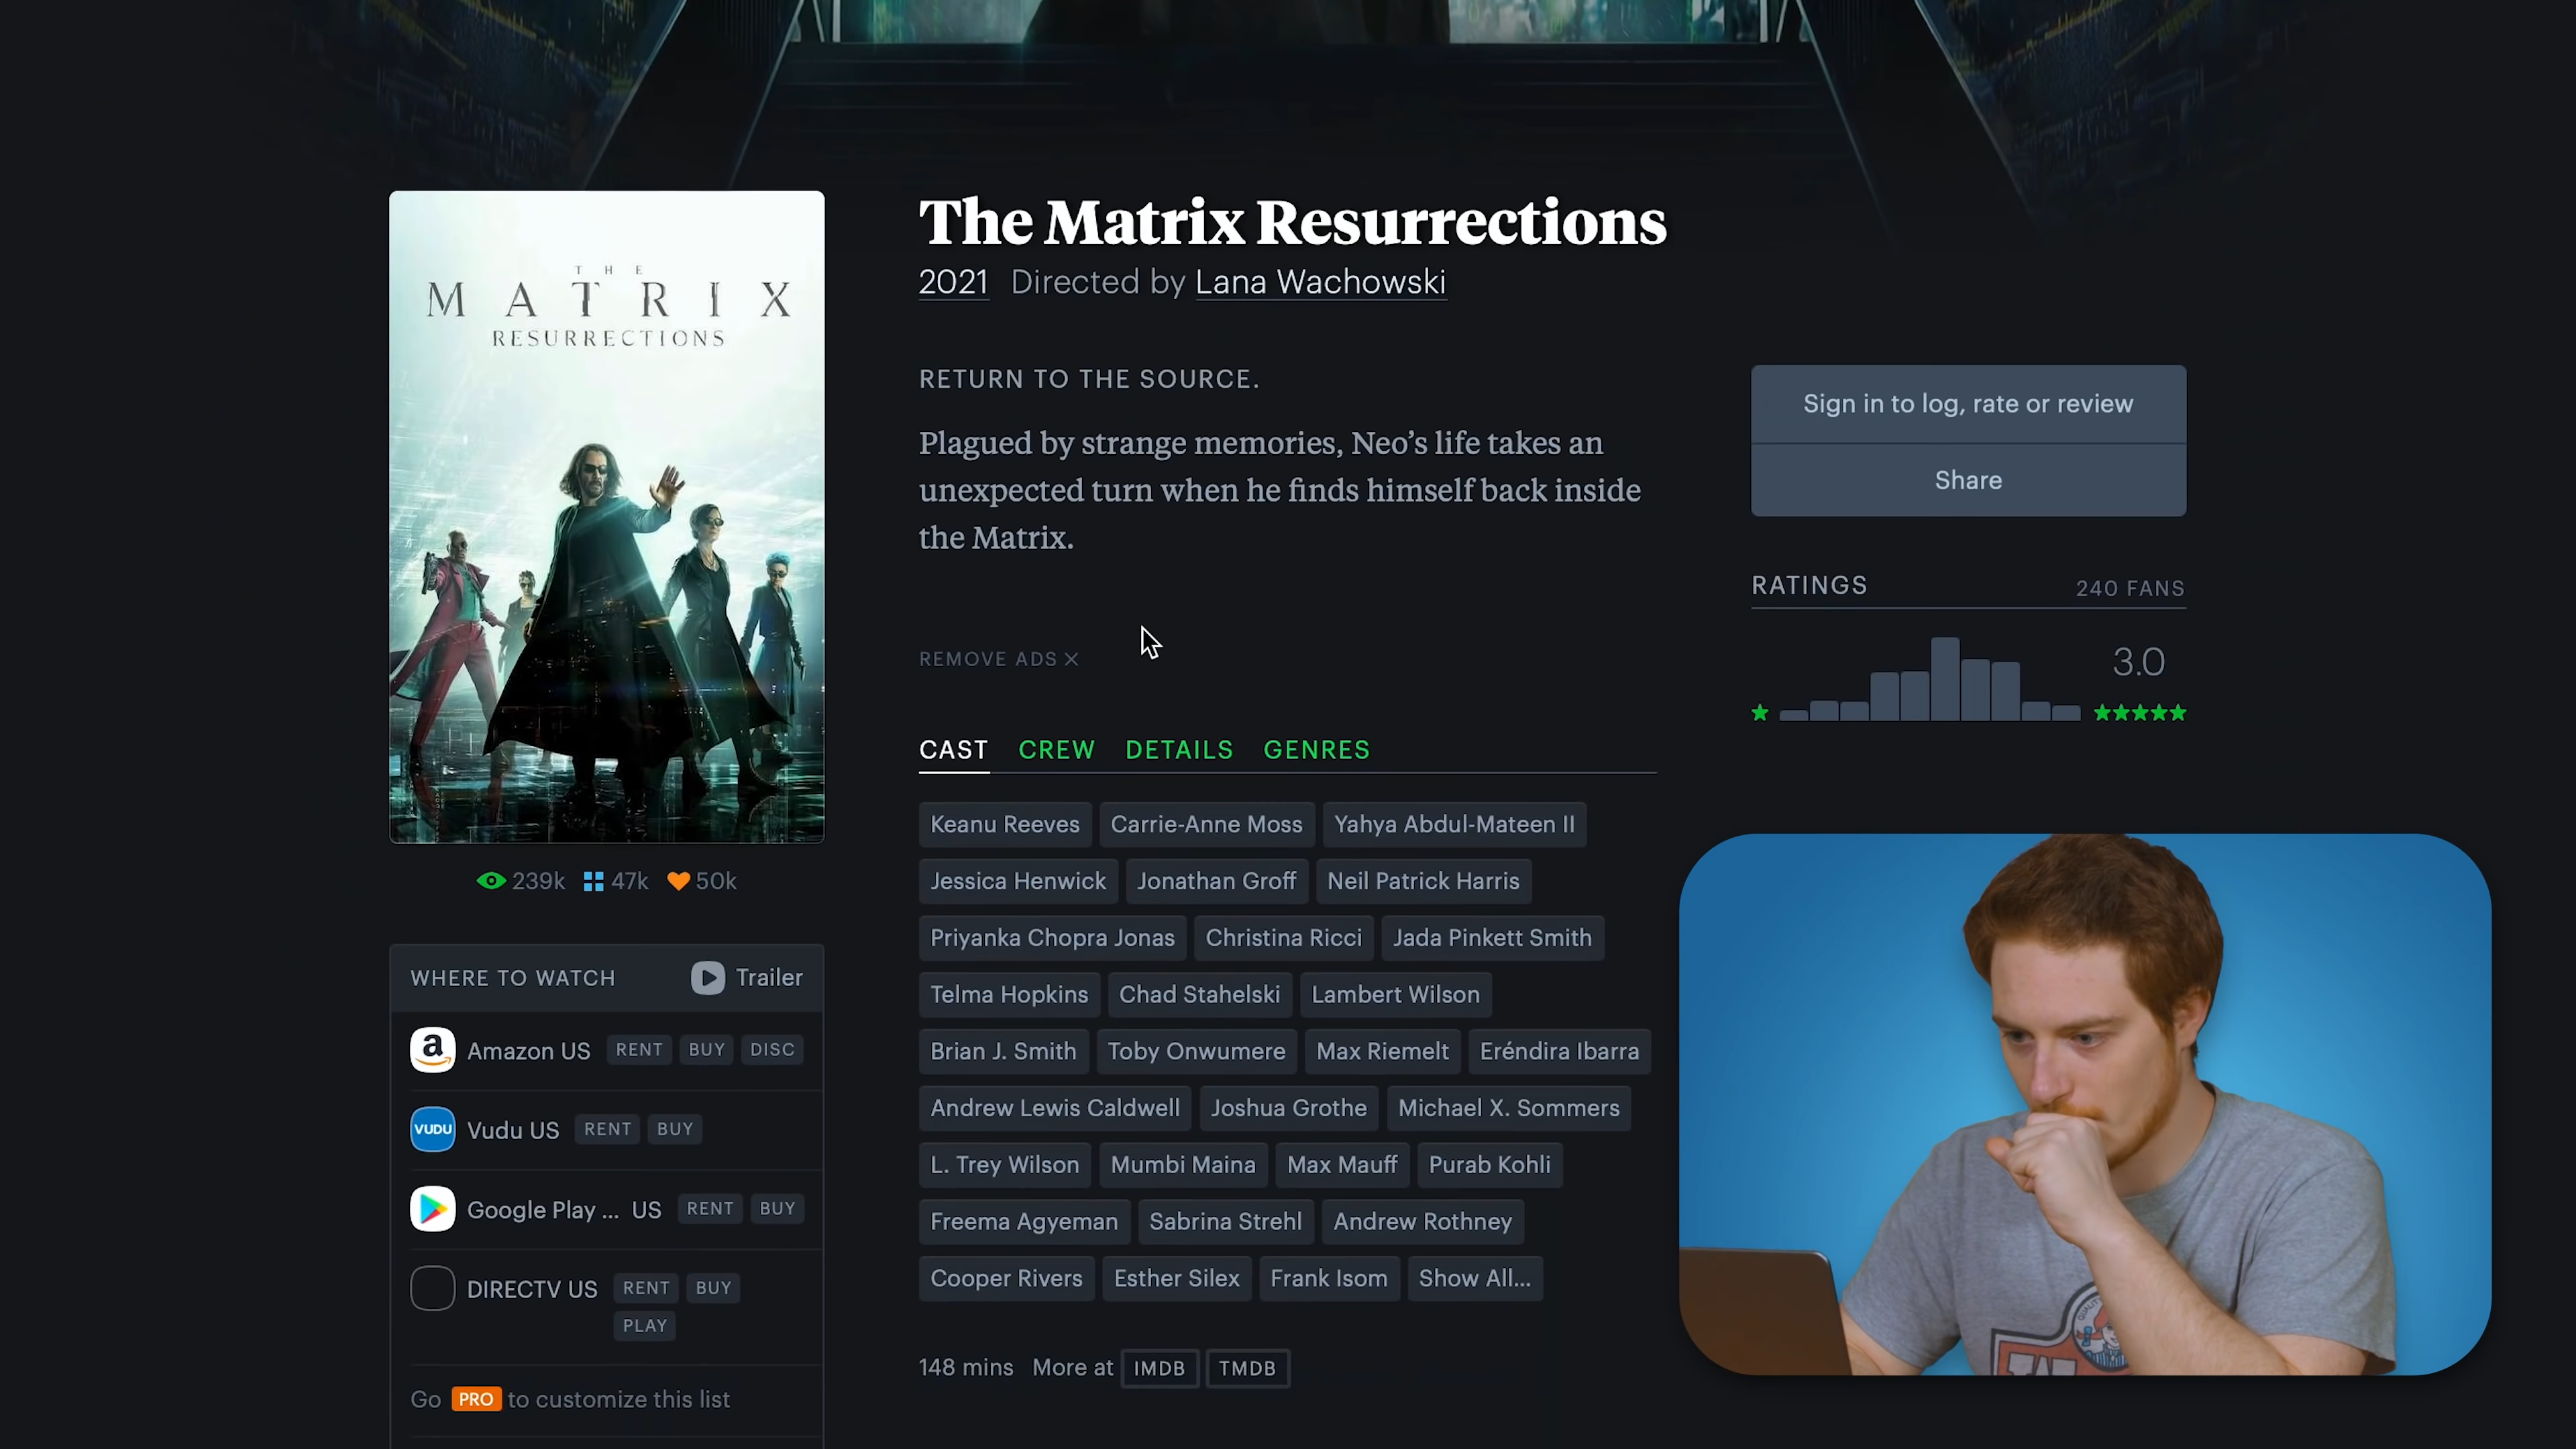 THE
MATRIX
RESURRECTIONS
239k 47k 50k
WHERE TO WATCH Trailer
a Amazon US RENT BUY DISC
VUDU Vudu US RENT BUY
Google Play ... US RENT BUY
DIRECTV US RENT BUY
PLAY
Go PRO to customize this list
The Matrix Resurrections
2021 Directed by Lana Wachowski
RETURN TO THE SOURCE.
Plagued by strange memories, Neo’s life takes an
unexpected turn when he finds himself back inside
the Matrix.
REMOVE ADS ×
CAST CREW DETAILS GENRES
Keanu Reeves Carrie-Anne Moss Yahya Abdul-Mateen II
Jessica Henwick Jonathan Groff Neil Patrick Harris
Priyanka Chopra Jonas Christina Ricci Jada Pinkett Smith
Telma Hopkins Chad Stahelski Lambert Wilson
Brian J. Smith Toby Onwumere Max Riemelt Eréndira Ibarra
Andrew Lewis Caldwell Joshua Grothe Michael X. Sommers
L. Trey Wilson Mumbi Maina Max Mauff Purab Kohli
Freema Agyeman Sabrina Strehl Andrew Rothney
Cooper Rivers Esther Silex Frank Isom Show All...
148 mins More at IMDB TMDB
Sign in to log, rate or review
Share
RATINGS 240 FANS
3.0